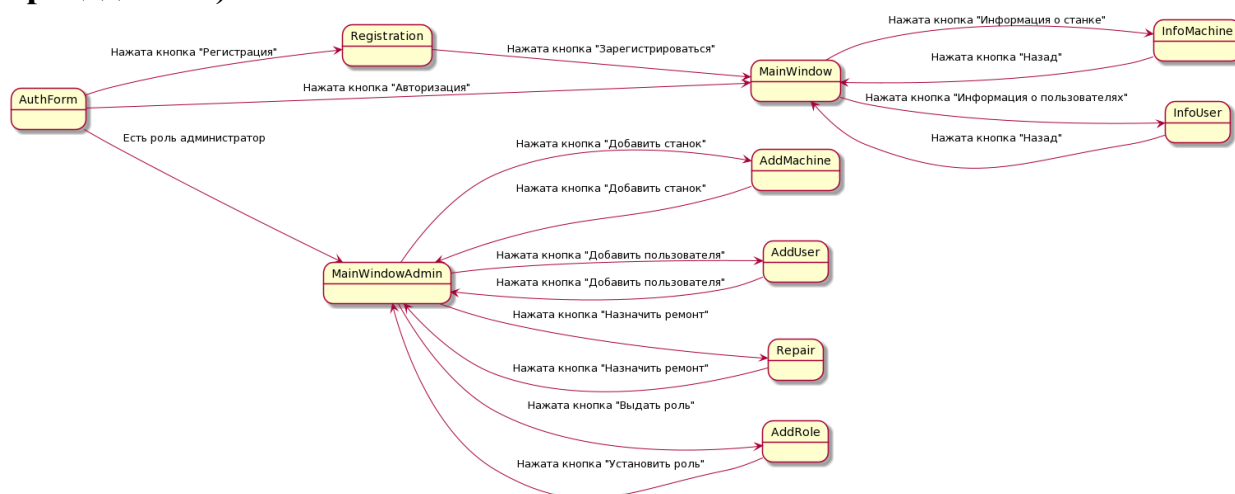 Registration
Нажата кнопка "Регистрация"
Нажата кнопка "Зарегистрироваться"
Нажата кнопка "Информация о станке"
InfoMachine
Нажата кнопка "Назад"
MainWindow
AuthForm
Нажата кнопка "Авторизация"
Нажата кнопка "Информация о пользователях"
InfoUser
Нажата кнопка "Назад"
Есть роль администратор
Нажата кнопка "Добавить станок"
AddMachine
Нажата кнопка "Добавить станок"
MainWindowAdmin
Нажата кнопка "Добавить пользователя"
AddUser
Нажата кнопка "Добавить пользователя"
Нажата кнопка "Назначить ремонт"
Repair
Нажата кнопка "Назначить ремонт"
Нажата кнопка "Выдать роль"
AddRole
Нажата кнопка "Установить роль"